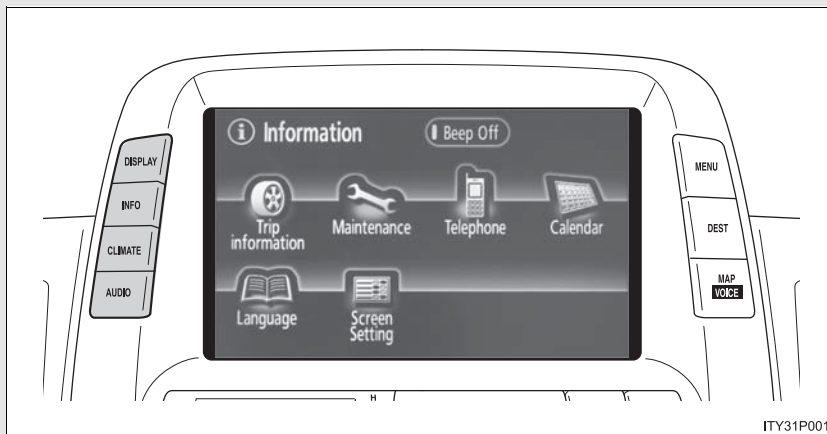 DISPLAY
INFO
CLIMATE
AUDIO
i Information
Beep Off
Trip
information
Maintenance
Telephone
Calendar
Language
Screen
Setting
MENU
DEST
MAP
VOICE
H
ITY31P001